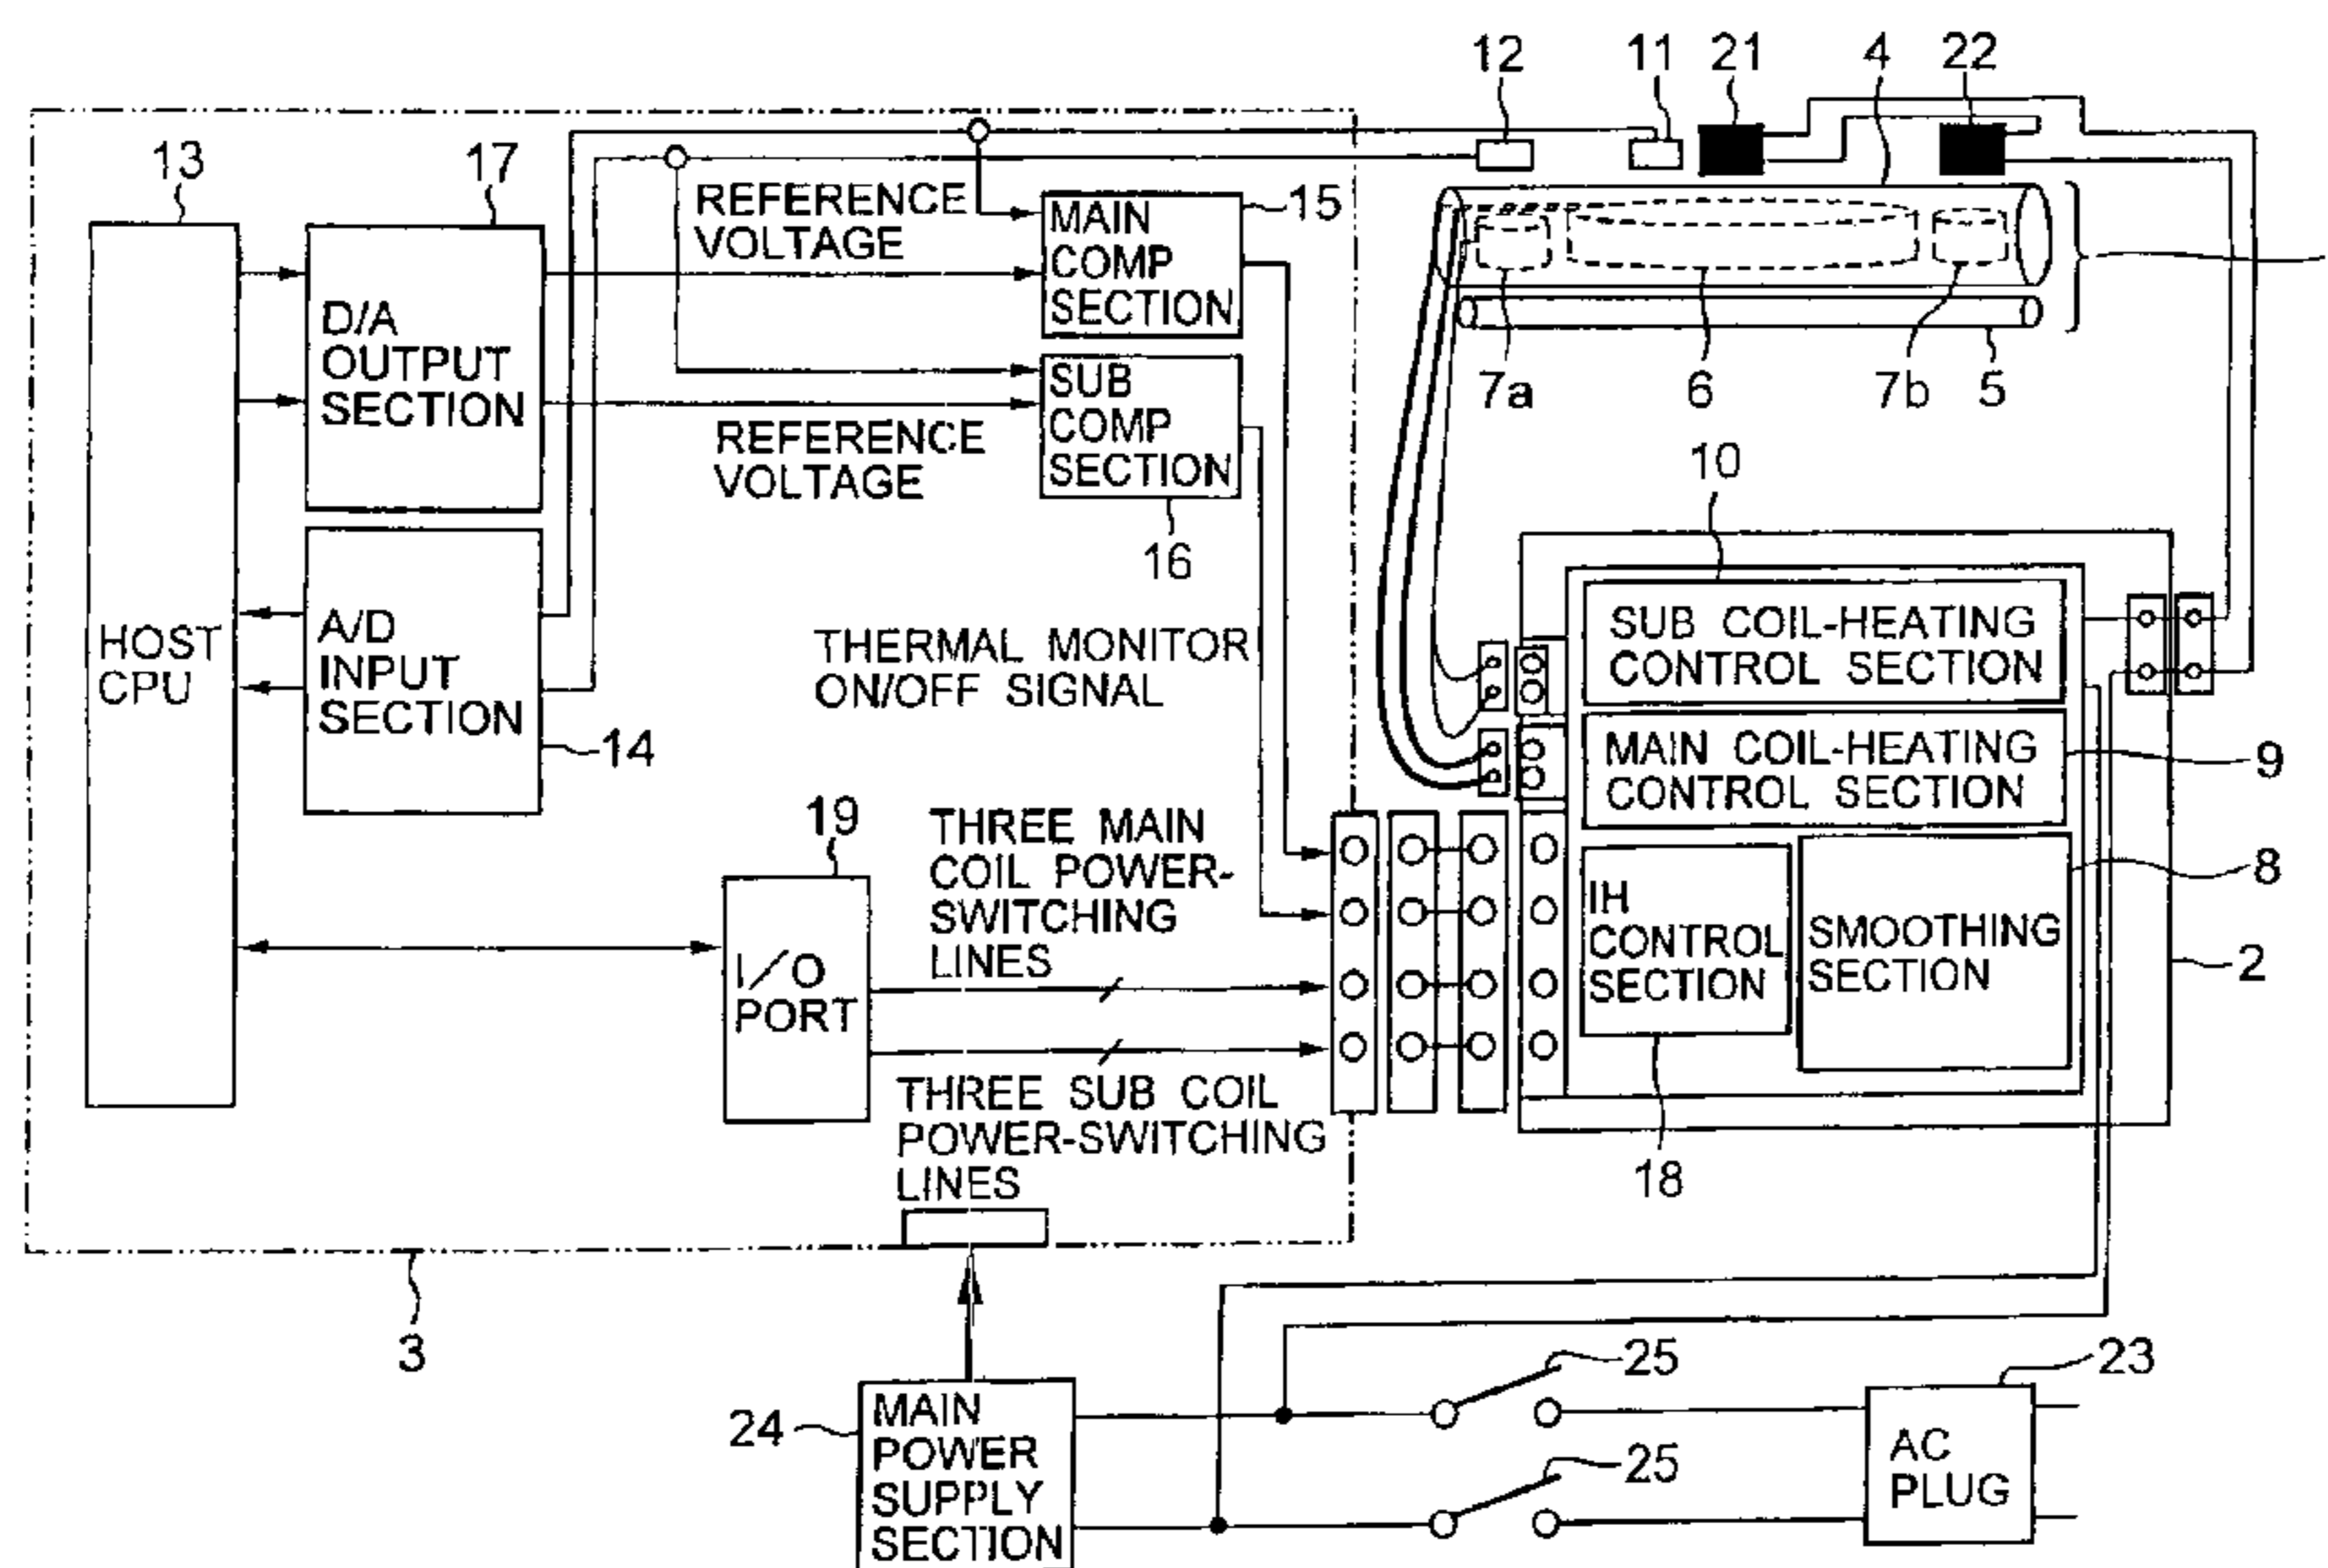 12
11
21
4
22
13
17
REFERENCE
VOLTAGE
MAIN
COMP
SECTION
15
D/A
OUTPUT
SECTION
SUB
COMP
SECTION
7a
6
7b
5
REFERENCE
VOLTAGE
16
10
HOST
CPU
A/D
INPUT
SECTION
14
THERMAL MONITOR
ON/OFF SIGNAL
SUB COIL-HEATING
CONTROL SECTION
MAIN COIL-HEATING
CONTROL SECTION
9
19
THREE MAIN
COIL POWER-
SWITCHING
LINES
8
IH
CONTROL
SECTION
SMOOTHING
SECTION
2
I/O
PORT
THREE SUB COIL
POWER-SWITCHING
LINES
18
3
24
MAIN
POWER
SUPPLY
SECTION
25
25
23
AC
PLUG